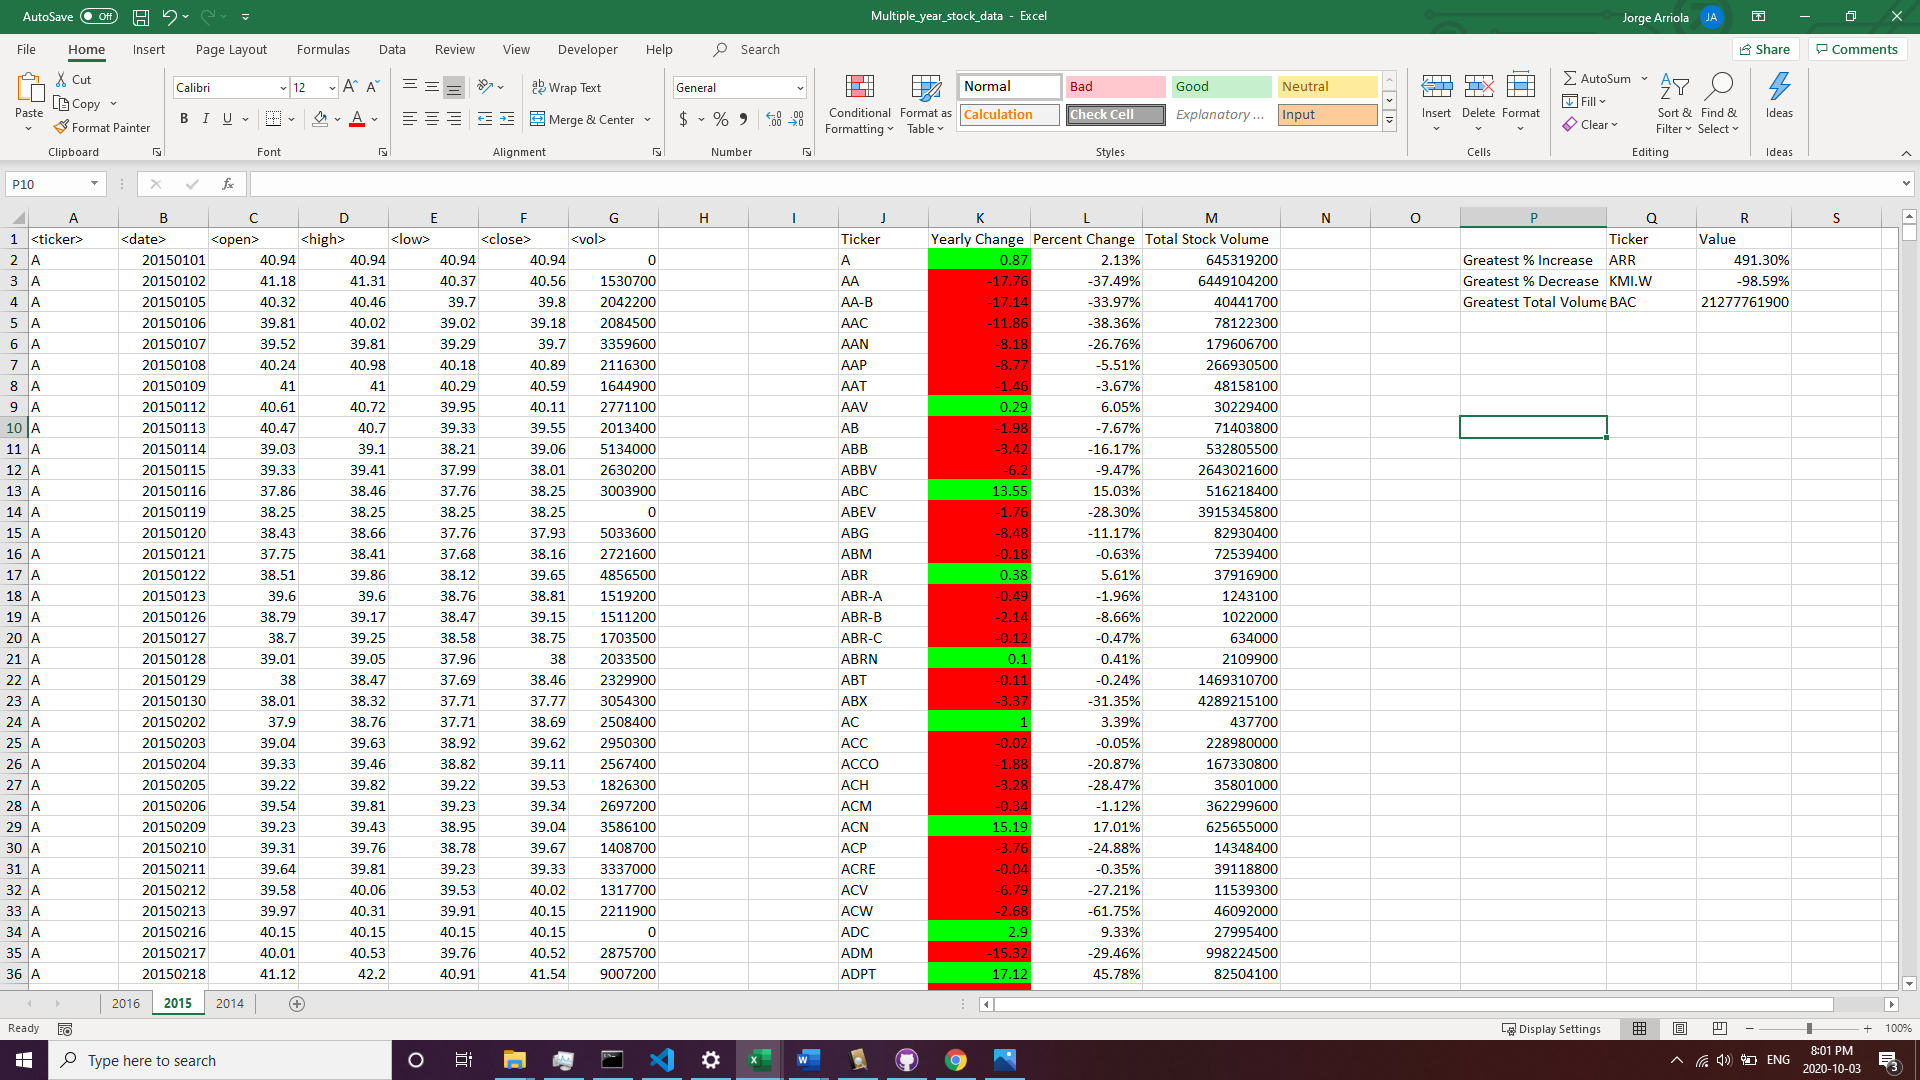 AutoSave Off Multiple_year_stock_data - Excel Jorge Arriola JA
File Home Insert Page Layout Formulas Data Review View Developer Help Search Share Comments
Paste Cut Copy Format Painter Clipboard
Calibri 12 A A B I U A Font
ab Wrap Text Merge & Center Alignment
General $ % 9 Number
Conditional Formatting Format as Table Normal Bad Good Neutral Calculation Check Cell Explanatory ... Input Styles
Insert Delete Format Cells
AutoSum Fill Clear Sort & Filter Find & Select Editing
Ideas Ideas
P10 fx
A B C D E F G H I J K L M N O P Q R S
1 <ticker> <date> <open> <high> <low> <close> <vol> Ticker Yearly Change Percent Change Total Stock Volume Ticker Value
2 A 20150101 40.94 40.94 40.94 40.94 0 A 0.87 2.13% 645319200 Greatest % Increase ARR 491.30%
3 A 20150102 41.18 41.31 40.37 40.56 1530700 AA -17.76 -37.49% 6449104200 Greatest % Decrease KMI.W -98.59%
4 A 20150105 40.32 40.46 39.7 39.8 2042200 AA-B -17.14 -33.97% 40441700 Greatest Total Volume BAC 21277761900
5 A 20150106 39.81 40.02 39.02 39.18 2084500 AAC -11.86 -38.36% 78122300
6 A 20150107 39.52 39.81 39.29 39.7 3359600 AAN -8.18 -26.76% 179606700
7 A 20150108 40.24 40.98 40.18 40.89 2116300 AAP -8.77 -5.51% 266930500
8 A 20150109 41 41 40.29 40.59 1644900 AAT -1.46 -3.67% 48158100
9 A 20150112 40.61 40.72 39.95 40.11 2771100 AAV 0.29 6.05% 30229400
10 A 20150113 40.47 40.7 39.33 39.55 2013400 AB -1.98 -7.67% 71403800
11 A 20150114 39.03 39.1 38.21 39.06 5134000 ABB -3.42 -16.17% 532805500
12 A 20150115 39.33 39.41 37.99 38.01 2630200 ABBV -6.2 -9.47% 2643021600
13 A 20150116 37.86 38.46 37.76 38.25 3003900 ABC 13.55 15.03% 516218400
14 A 20150119 38.25 38.25 38.25 38.25 0 ABEV -1.76 -28.30% 3915345800
15 A 20150120 38.43 38.66 37.76 37.93 5033600 ABG -8.48 -11.17% 82930400
16 A 20150121 37.75 38.41 37.68 38.16 2721600 ABM -0.18 -0.63% 72539400
17 A 20150122 38.51 39.86 38.12 39.65 4856500 ABR 0.38 5.61% 37916900
18 A 20150123 39.6 39.6 38.76 38.81 1519200 ABR-A -0.49 -1.96% 1243100
19 A 20150126 38.79 39.17 38.47 39.15 1511200 ABR-B -2.14 -8.66% 1022000
20 A 20150127 38.7 39.25 38.58 38.75 1703500 ABR-C -0.12 -0.47% 634000
21 A 20150128 39.01 39.05 37.96 38 2033500 ABRN 0.1 0.41% 2109900
22 A 20150129 38 38.47 37.69 38.46 2329900 ABT -0.11 -0.24% 1469310700
23 A 20150130 38.01 38.32 37.71 37.77 3054300 ABX -3.37 -31.35% 4289215100
24 A 20150202 37.9 38.76 37.71 38.69 2508400 AC 1 3.39% 437700
25 A 20150203 39.04 39.63 38.92 39.62 2950300 ACC -0.02 -0.05% 228980000
26 A 20150204 39.33 39.46 38.82 39.11 2567400 ACCO -1.88 -20.87% 167330800
27 A 20150205 39.22 39.82 39.22 39.53 1826300 ACH -3.28 -28.47% 35801000
28 A 20150206 39.54 39.81 39.23 39.34 2697200 ACM -0.34 -1.12% 362299600
29 A 20150209 39.23 39.43 38.95 39.04 3586100 ACN 15.19 17.01% 625655000
30 A 20150210 39.31 39.76 38.78 39.67 1408700 ACP -3.76 -24.88% 14348400
31 A 20150211 39.64 39.81 39.23 39.33 3337000 ACRE -0.04 -0.35% 39118800
32 A 20150212 39.58 40.06 39.53 40.02 1317700 ACV -6.79 -27.21% 11539300
33 A 20150213 39.97 40.31 39.91 40.15 2211900 ACW -2.68 -61.75% 46092000
34 A 20150216 40.15 40.15 40.15 40.15 0 ADC 2.9 9.33% 27995400
35 A 20150217 40.01 40.53 39.76 40.52 2875700 ADM -15.32 -29.46% 998224500
36 A 20150218 41.12 42.2 40.91 41.54 9007200 ADPT 17.12 45.78% 82504100
2016 2015 2014
Ready Display Settings 100%
Type here to search ENG 8:01 PM 2020-10-03 3